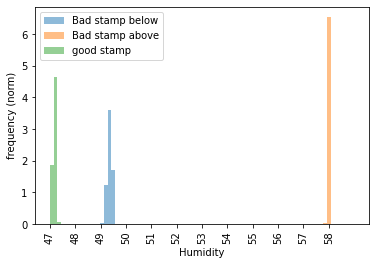 Bad stamp below
Bad stamp above
good stamp
frequency (norm)
6
5
4
3
2
1
0
47 48 49 50 51 52 53 54 55 56 57 58
Humidity